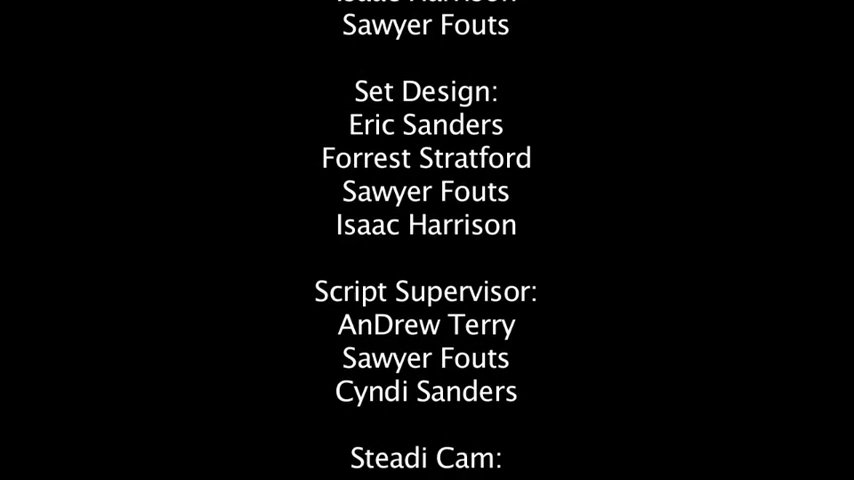 Isaac Harrison
Sawyer Fouts
Set Design:
Eric Sanders
Forrest Stratford
Sawyer Fouts
Isaac Harrison
Script Supervisor:
AnDrew Terry
Sawyer Fouts
Cyndi Sanders
Steadi Cam: